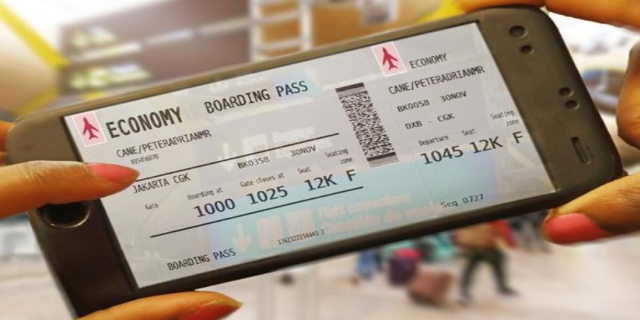 ECONOMY BOARDING PASS
CANE/PETERADRIANMR
BK0358 30NOV
JAKARTA CGK
Gate Boarding at Gate closes at Seat Seating zone
1000 1025 12K F
BOARDING PASS
ECONOMY
CANE/PETERADRIANMR
BK0058 30NOV
DXB - CGK
Departure Seat Seating zone
1045 12K F
Seq 0727